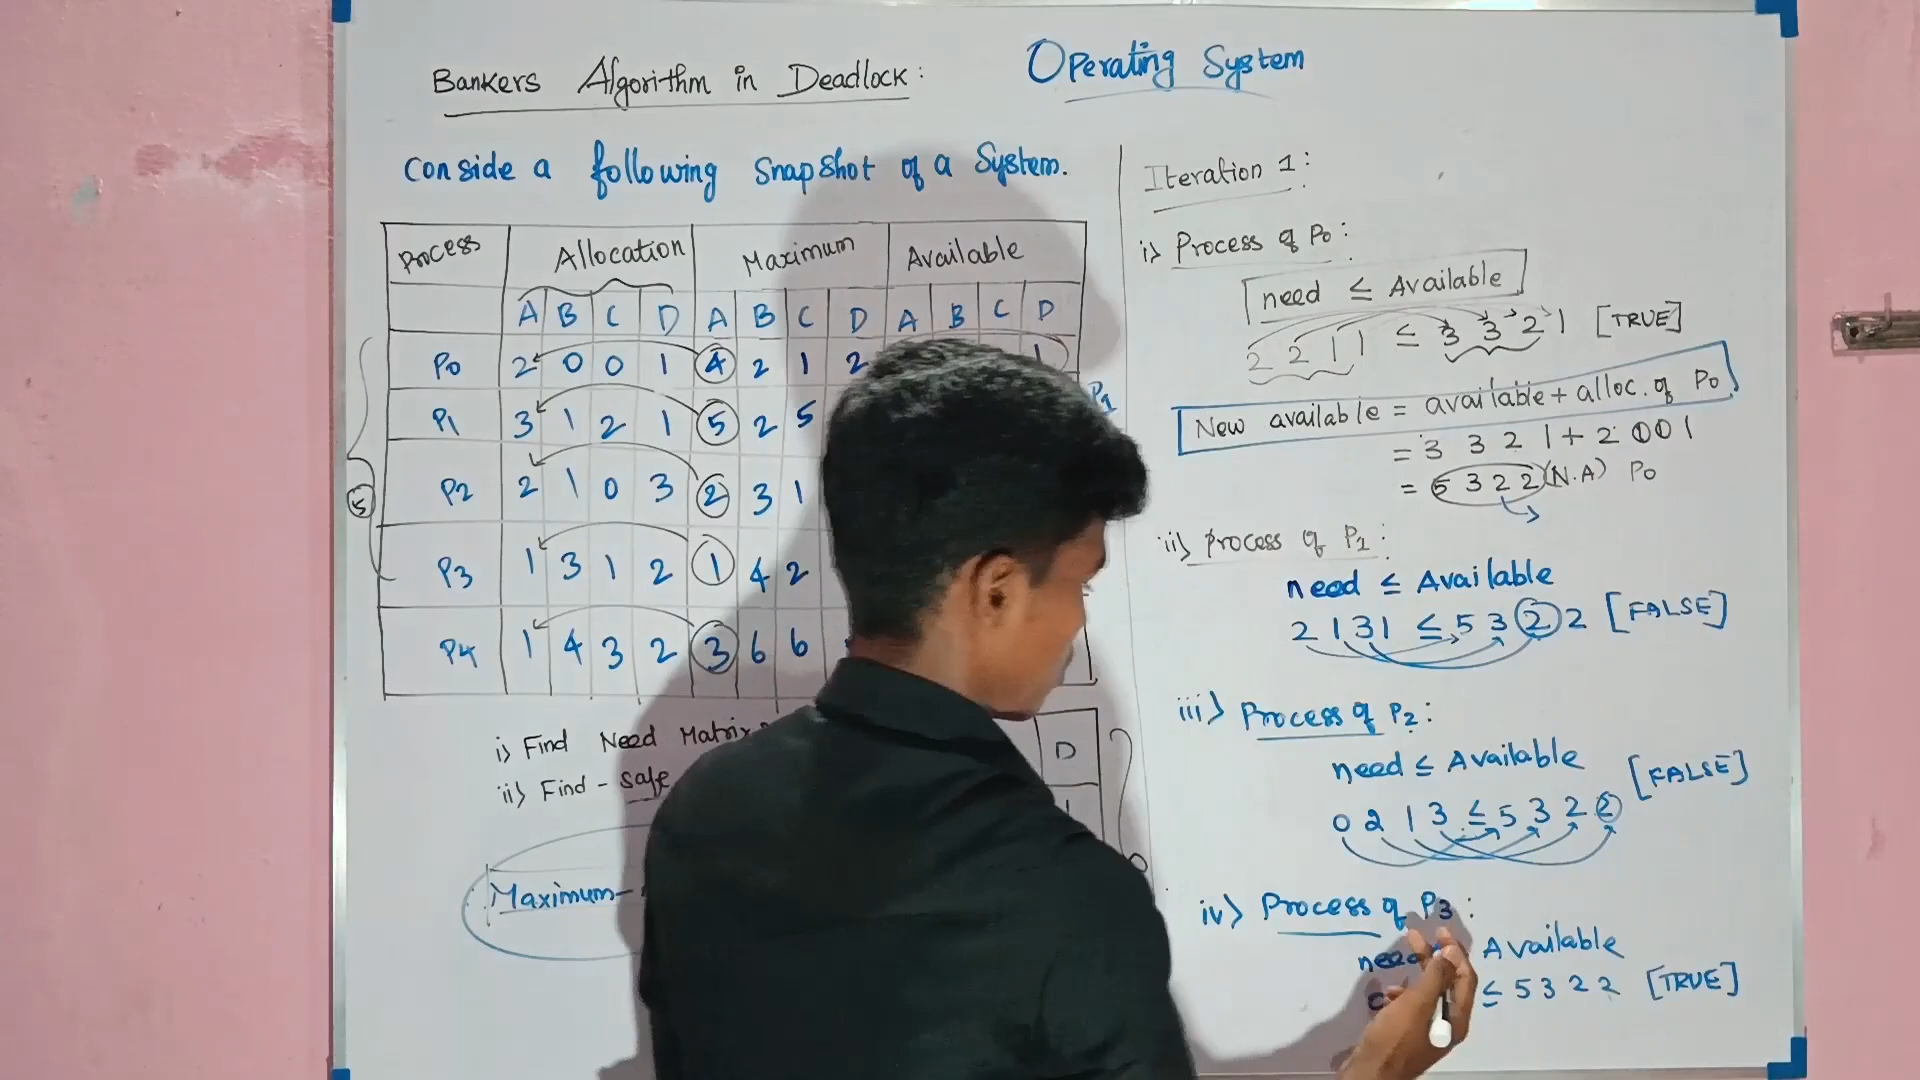 Bankers Algorithm in Deadlock:
Operating System
Conside a following Snapshot of a System.
Process Allocation Maximum Available
A B C D A B C D A B C D
P0 2 0 0 1 4 2 1 2 1
P1 3 1 2 1 5 2 5
P2 2 1 0 3 2 3 1
P3 1 3 1 2 1 4 2
P4 1 4 3 2 3 6 6
5
i) Find Need Matrix
ii) Find - safe
D
Maximum-
Iteration 1:
i) Process of P0:
need ≤ Available
2 2 1 1 ≤ 3 3 2 1 [TRUE]
New available = available + alloc. of P0
= 3 3 2 1 + 2 0 0 1
= 5 3 2 2 (N.A) P0
ii) process of P1:
need ≤ Available
2 1 3 1 ≤ 5 3 2 2 [FALSE]
iii) Process of P2:
need ≤ Available
0 2 1 3 ≤ 5 3 2 2 [FALSE]
iv) Process of P3:
Available
≤ 5 3 2 2 [TRUE]